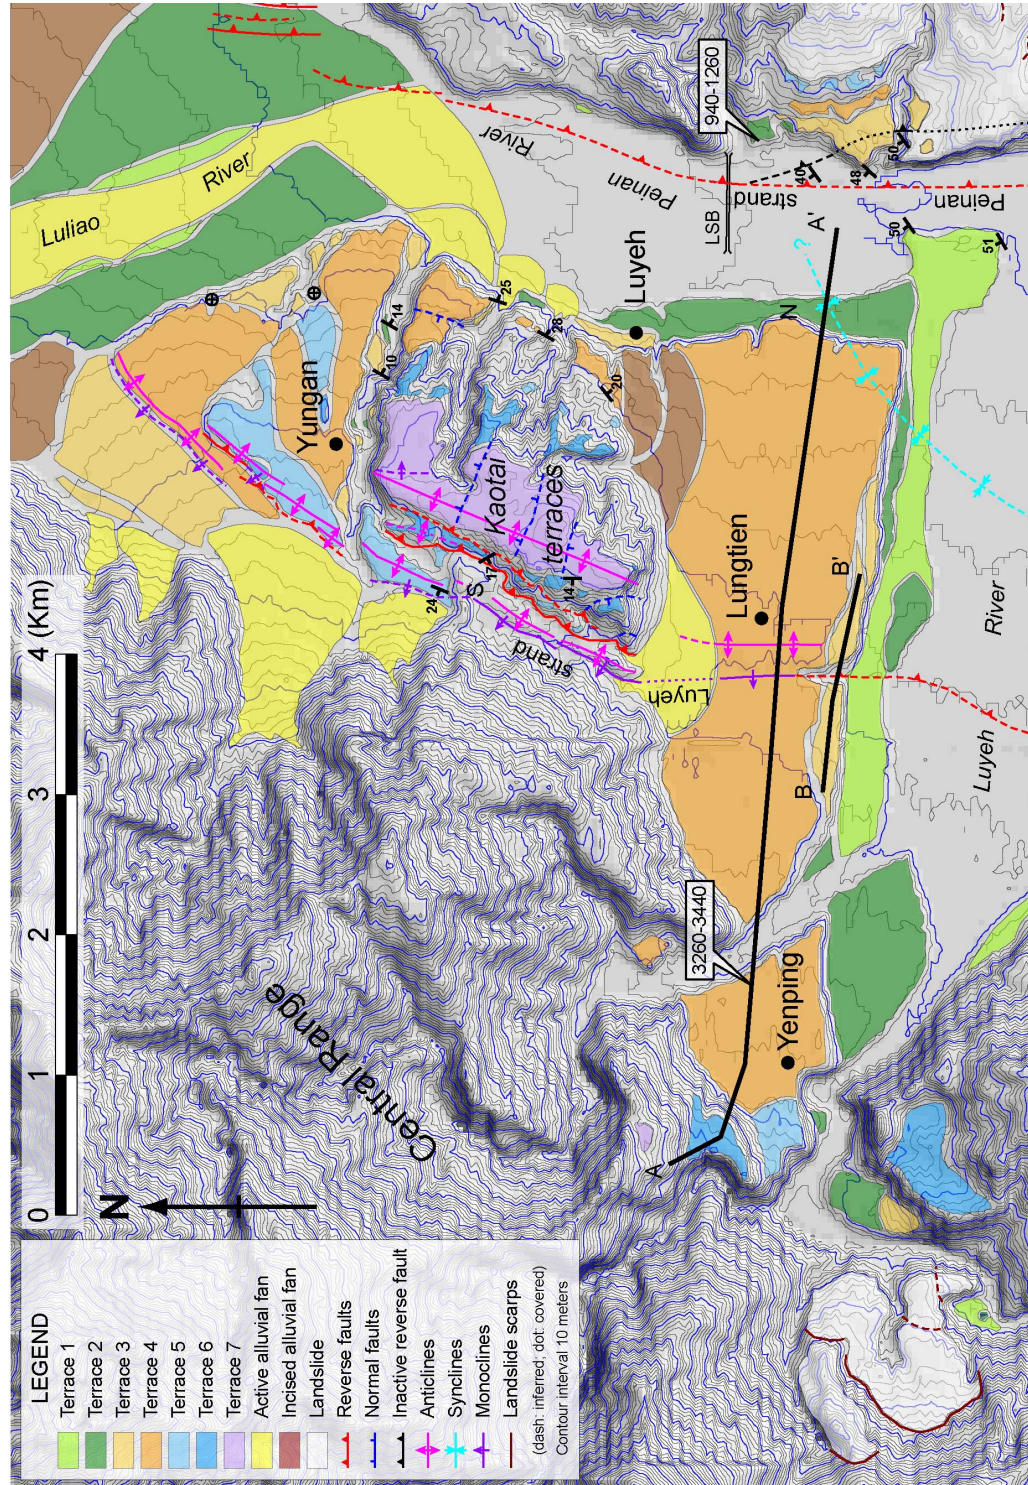 LEGEND
Terrace 1
Terrace 2
Terrace 3
Terrace 4
Terrace 5
Terrace 6
Terrace 7
Active alluvial fan
Incised alluvial fan
Landslide
Reverse faults
Normal faults
Inactive reverse fault
Anticlines
Synclines
Monoclines
Landslide scarps
(dash: inferred; dot: covered)
Contour interval 10 meters
0 1 2 3 4 (Km)
N
Central Range
Luliao
River
Yungan
14
10
25
24
S
17
14
28
20
Kaotai
terraces
strand
Luyeh
Luyeh
River
Peinan
LSB
940-1260
40
48
50
strand
Peinan
A
3260-3440
Yenping
Lungtien
N
A'
?
B
B'
50
51
Luyeh
River